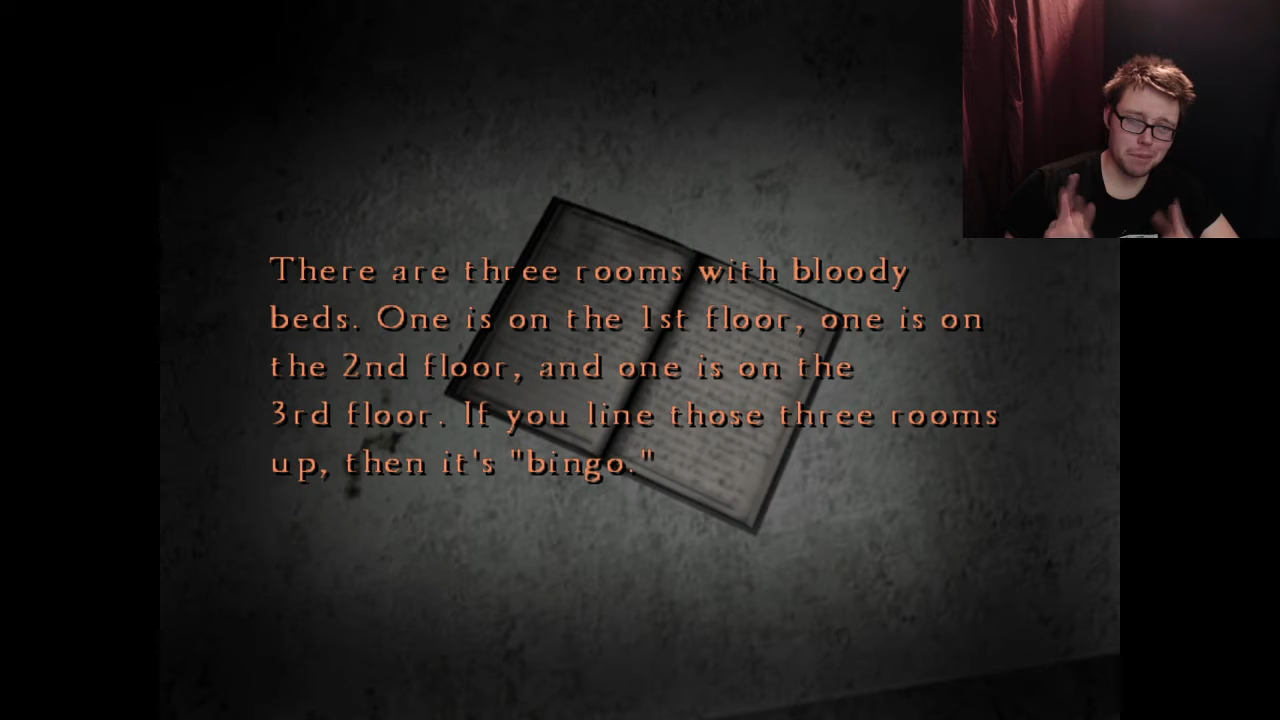 There are three rooms with bloody
beds. One is on the 1st floor, one is on
the 2nd floor, and one is on the
3rd floor. If you line those three rooms
up, then it's "bingo."